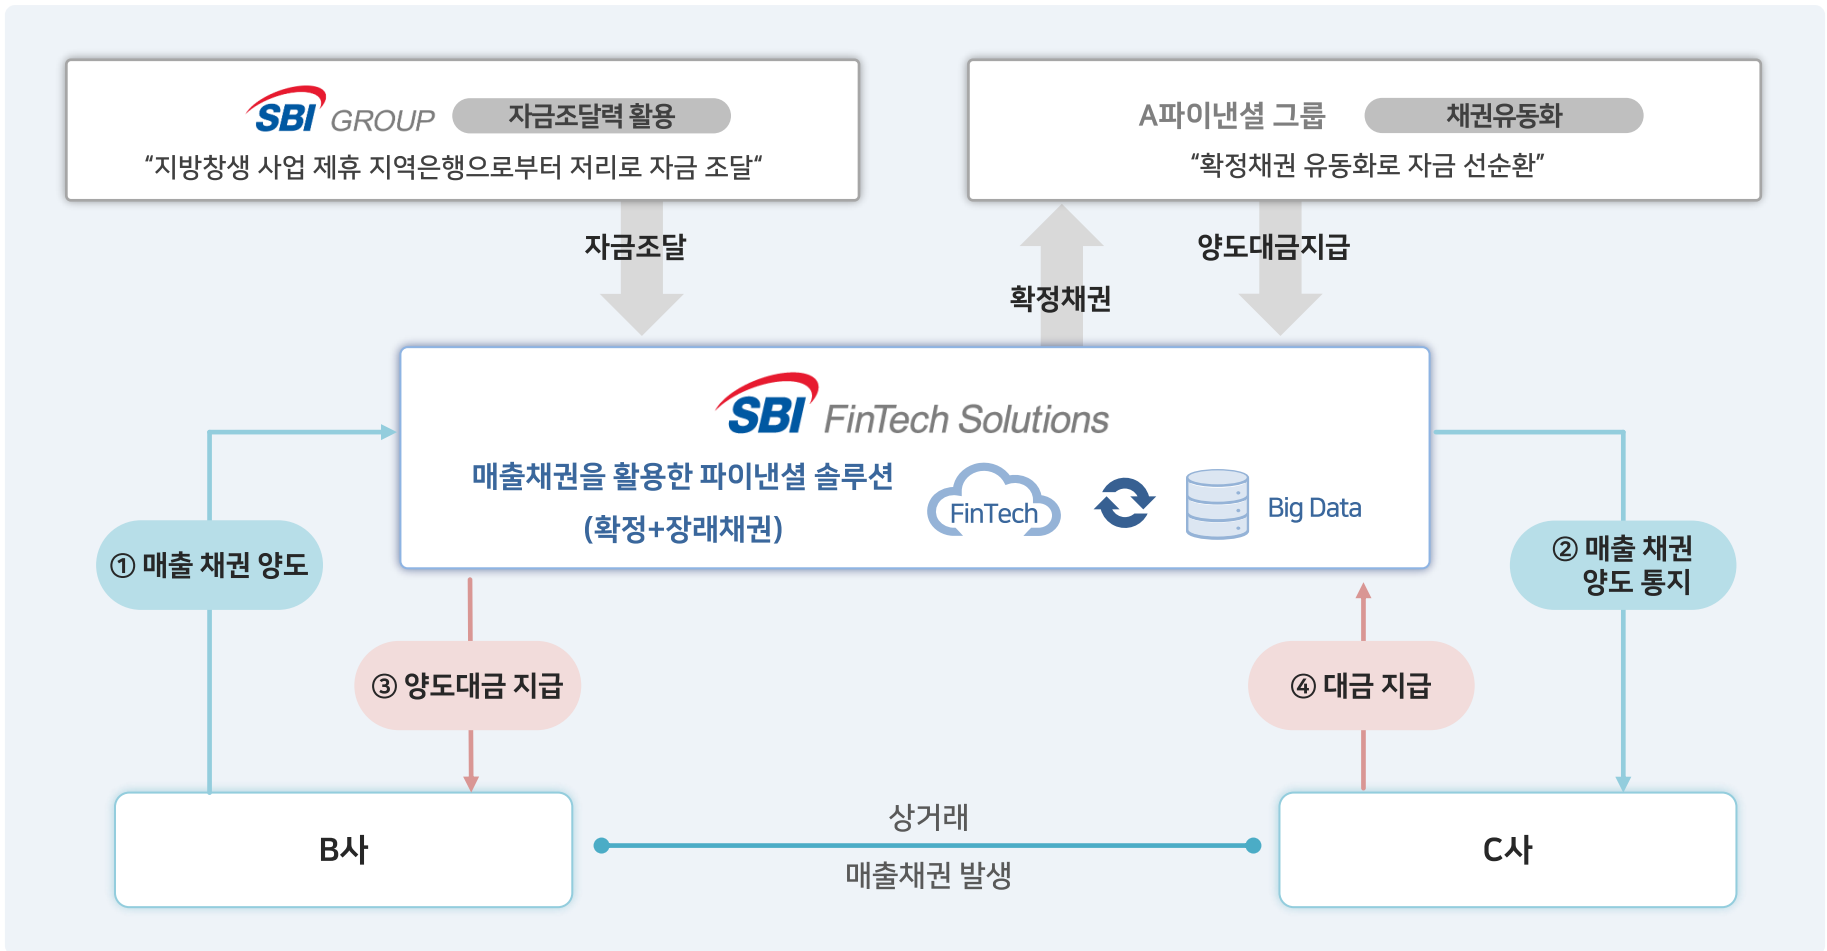 SBI GROUP 자금조달력 활용
“지방창생 사업 제휴 지역은행으로부터 저리로 자금 조달“
A파이낸셜 그룹 채권유동화
“확정채권 유동화로 자금 선순환”
자금조달
확정채권
양도대금지급
SBI FinTech Solutions
매출채권을 활용한 파이낸셜 솔루션
(확정+장래채권)
FinTech
Big Data
① 매출 채권 양도
② 매출 채권
양도 통지
③ 양도대금 지급
④ 대금 지급
B사
상거래
매출채권 발생
C사